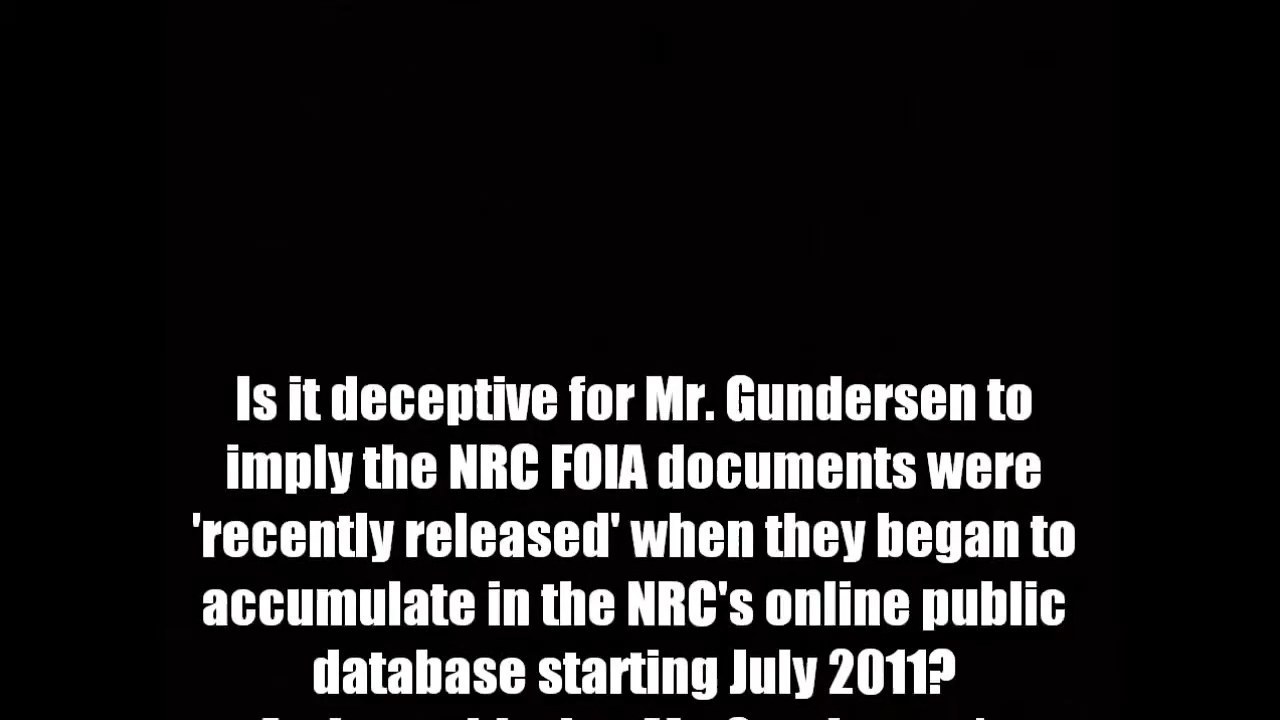 Is it deceptive for Mr. Gundersen to
imply the NRC FOIA documents were
'recently released' when they began to
accumulate in the NRC's online public
database starting July 2011?